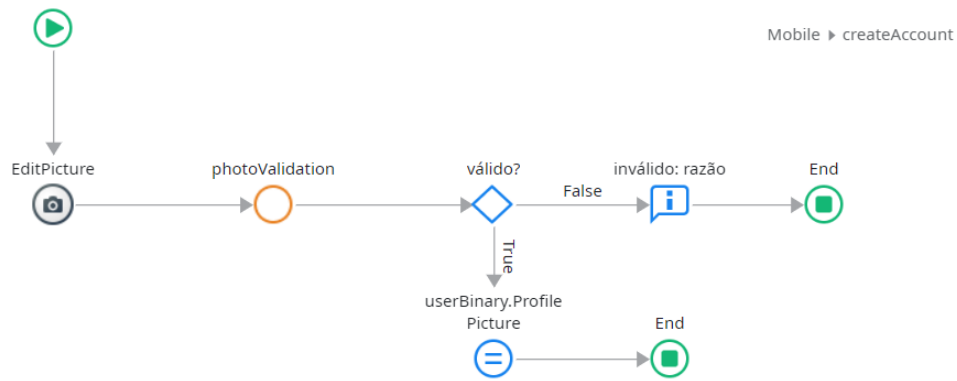 Mobile ▸ createAccount
EditPicture
photoValidation
válido?
inválido: razão
End
False
True
userBinary.Profile
Picture
End